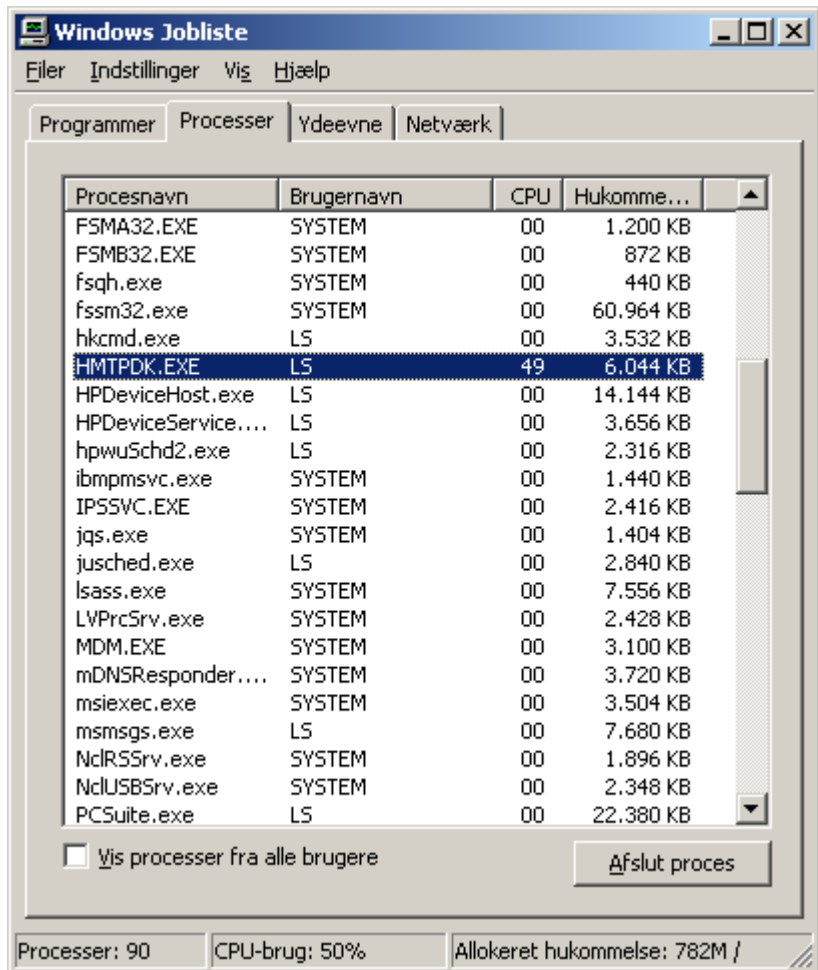 Windows Jobliste
Filer Indstillinger Vis Hjælp
Programmer Processer Ydeevne Netværk
Procesnavn Brugernavn CPU Hukomme...
FSMA32.EXE SYSTEM 00 1.200 KB
FSMB32.EXE SYSTEM 00 872 KB
fsqh.exe SYSTEM 00 440 KB
fssm32.exe SYSTEM 00 60.964 KB
hkcmd.exe LS 00 3.532 KB
HMTPDK.EXE LS 49 6.044 KB
HPDeviceHost.exe LS 00 14.144 KB
HPDeviceService.... LS 00 3.656 KB
hpwuSchd2.exe LS 00 2.316 KB
ibmpmsvc.exe SYSTEM 00 1.440 KB
IPSSVC.EXE SYSTEM 00 2.416 KB
jqs.exe SYSTEM 00 1.404 KB
jusched.exe LS 00 2.840 KB
lsass.exe SYSTEM 00 7.556 KB
LVPrcSrv.exe SYSTEM 00 2.428 KB
MDM.EXE SYSTEM 00 3.100 KB
mDNSResponder.... SYSTEM 00 3.720 KB
msiexec.exe SYSTEM 00 3.504 KB
msmsgs.exe LS 00 7.680 KB
NclRSSrv.exe SYSTEM 00 1.896 KB
NclUSBSrv.exe SYSTEM 00 2.348 KB
PCSuite.exe LS 00 22.380 KB
Vis processer fra alle brugere
Afslut proces
Processer: 90 CPU-brug: 50% Allokeret hukommelse: 782M /